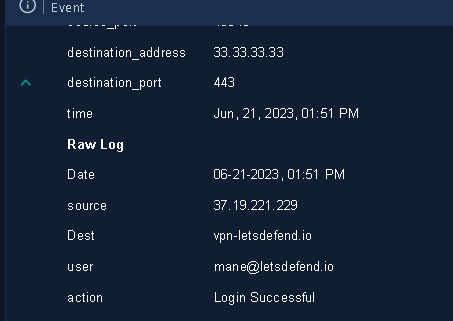 Event
destination_address 33.33.33.33
destination_port 443
time Jun, 21, 2023, 01:51 PM
Raw Log
Date 06-21-2023, 01:51 PM
source 37.19.221.229
Dest vpn-letsdefend.io
user mane@letsdefend.io
action Login Successful